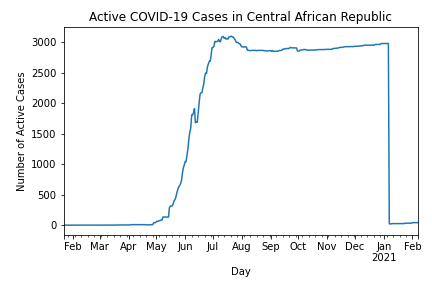 Active COVID-19 Cases in Central African Republic
Number of Active Cases
3000
2500
2000
1500
1000
500
0
Feb Mar Apr May Jun Jul Aug Sep Oct Nov Dec Jan Feb
2021
Day